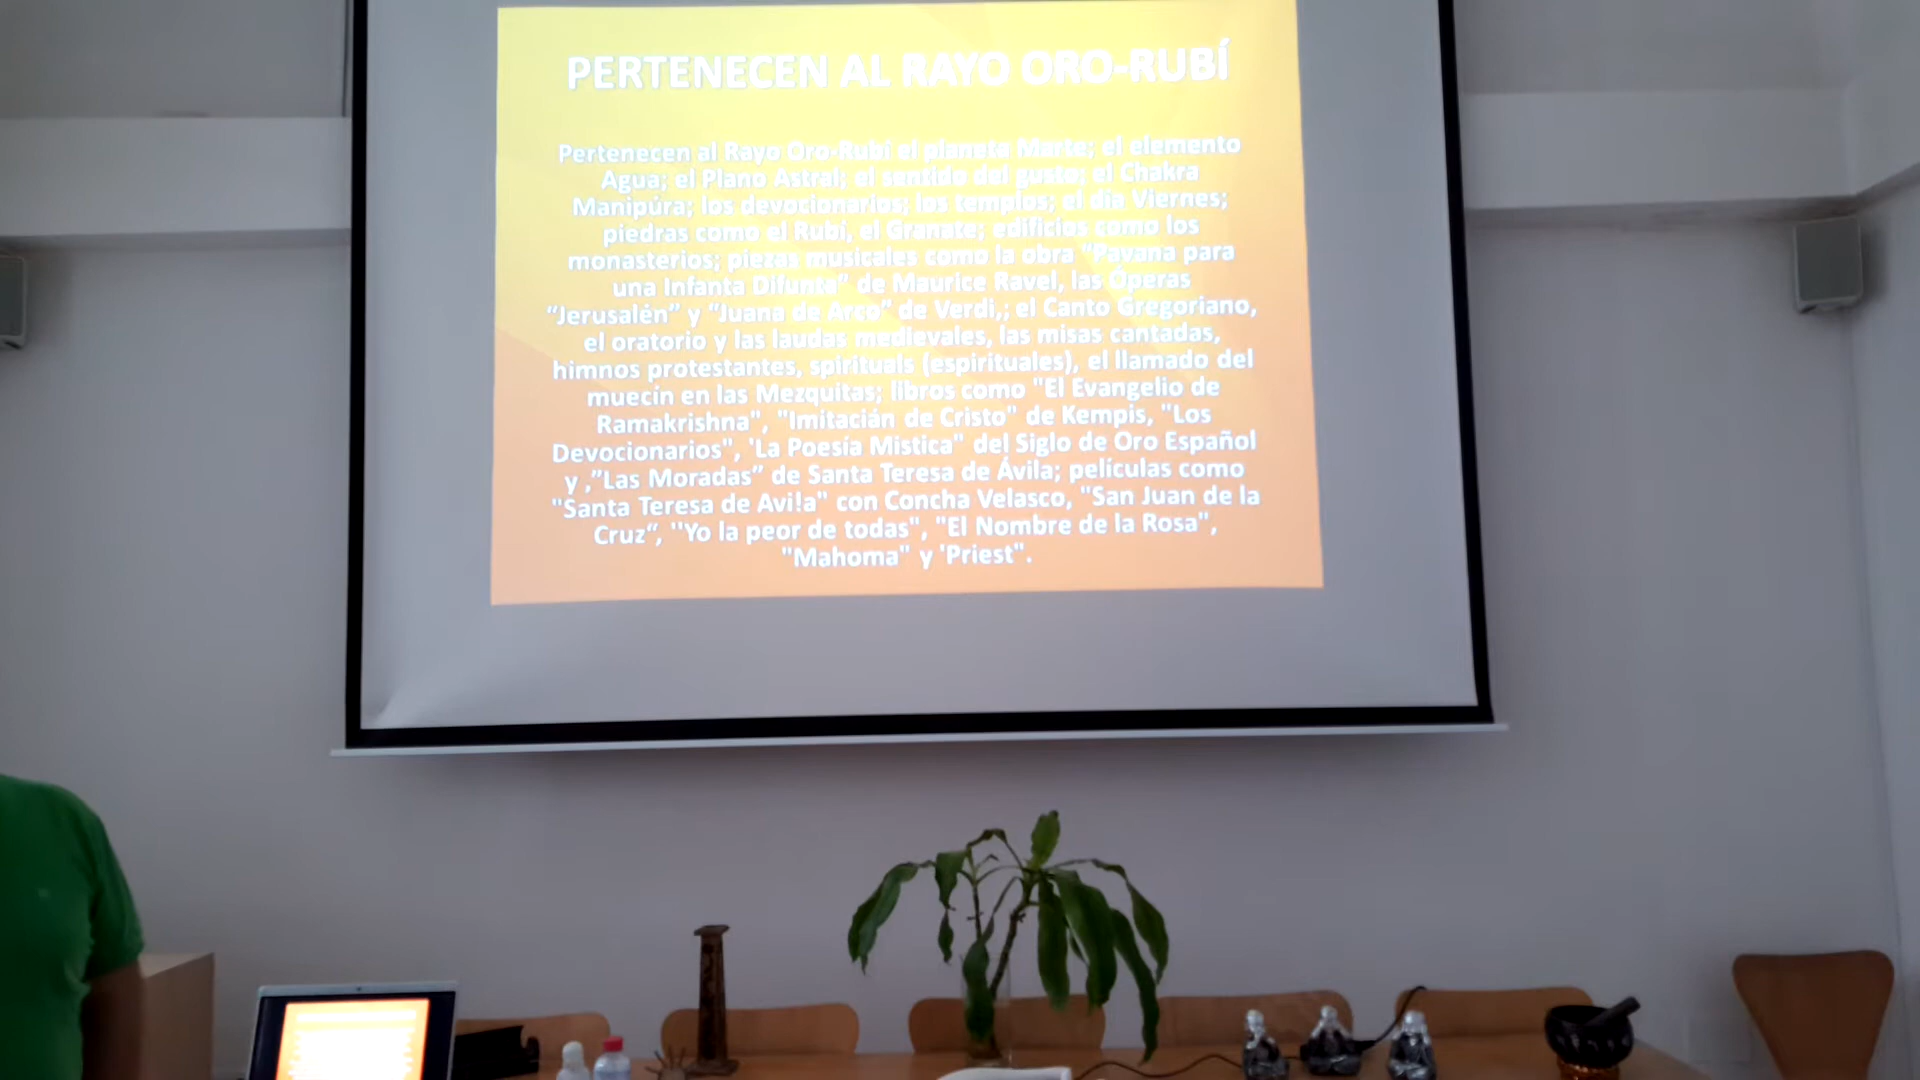 PERTENECEN AL RAYO ORO-RUBÍ
Pertenecen al Rayo Oro-Rubí el planeta Marte; el elemento
Agua; el Plano Astral; el sentido del gusto; el Chakra
Manipúra; los devocionarios; los templos; el día Viernes;
piedras como el Rubí, el Granate; edificios como los
monasterios; piezas musicales como la obra "Pavana para
una Infanta Difunta" de Maurice Ravel, las Óperas
"Jerusalén" y "Juana de Arco" de Verdi,; el Canto Gregoriano,
el oratorio y las laudas medievales, las misas cantadas,
himnos protestantes, spirituals (espirituales), el llamado del
muecín en las Mezquitas; libros como "El Evangelio de
Ramakrishna", "Imitacián de Cristo" de Kempis, "Los
Devocionarios", 'La Poesía Mistica" del Siglo de Oro Español
y ,"Las Moradas" de Santa Teresa de Ávila; películas como
"Santa Teresa de Avi!a" con Concha Velasco, "San Juan de la
Cruz", ''Yo la peor de todas", "El Nombre de la Rosa",
"Mahoma" y 'Priest".